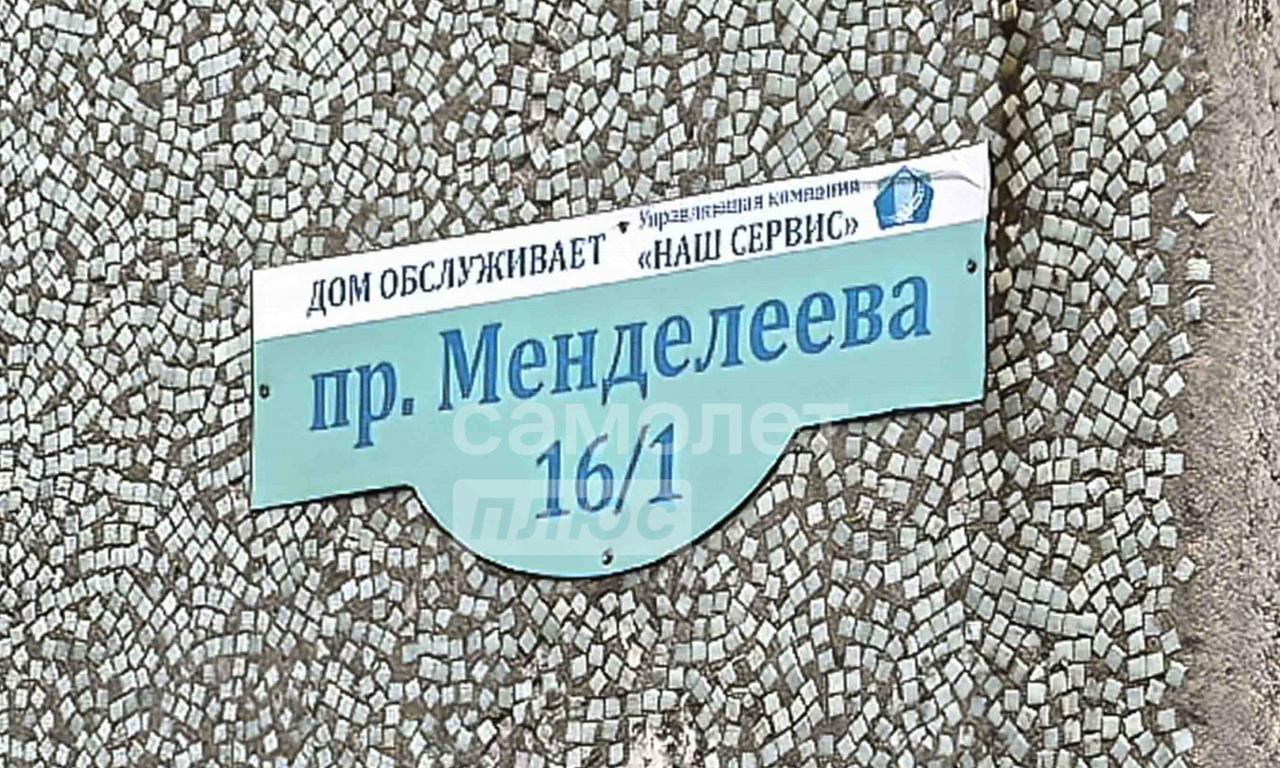 ДОМ ОБСЛУЖИВАЕТ
Управляющая компания
«НАШ СЕРВИС»
пр. Менделеева
16/1
самолет
плюс